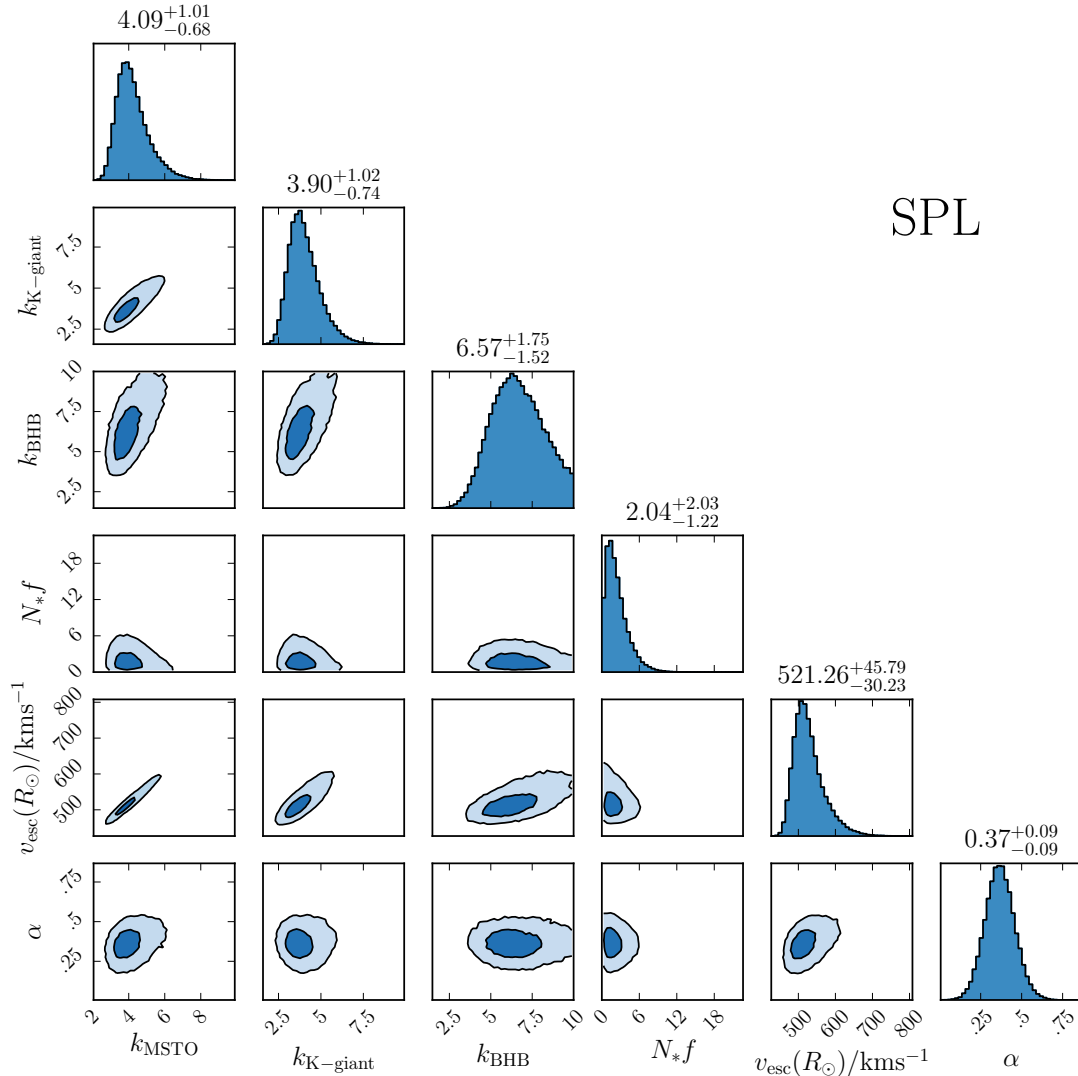 4.09^{+1.01}_{-0.68}
3.90^{+1.02}_{-0.74}
SPL
7.5
5
2.5
k_{K-giant}
6.57^{+1.75}_{-1.52}
10
7.5
5
2.5
k_{BHB}
2.04^{+2.03}_{-1.22}
18
12
6
0
N_*f
521.26^{+45.79}_{-30.23}
800
700
600
500
v_{esc}(R_⊙)/kms^{-1}
0.37^{+0.09}_{-0.09}
.75
.5
.25
α
2 4 6 8
2.5 5 7.5
2.5 5 7.5 10
0 6 12 18
500 600 700 800
.25 .5 .75
k_{MSTO}
k_{K-giant}
k_{BHB}
N_*f
v_{esc}(R_⊙)/kms^{-1}
α